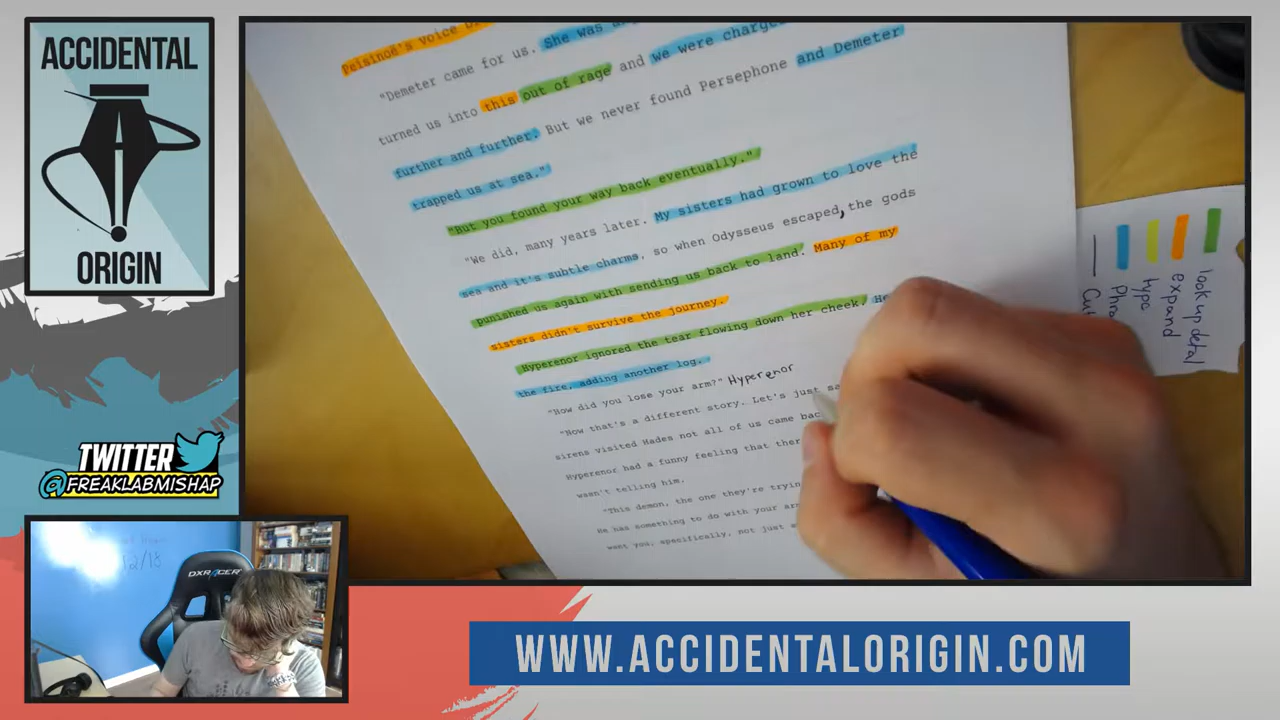 ACCIDENTAL
ORIGIN
TWITTER
@FREAKLABMISHAP
WWW.ACCIDENTALORIGIN.COM
Peisinoë's voice
"Demeter came for us. She was
turned us into this out of rage and we were charged
further and further. But we never found Persephone and Demeter
trapped us at sea."
"But you found your way back eventually."
"We did, many years later. My sisters had grown to love the
sea and it's subtle charms, so when Odysseus escaped, the gods
punished us again with sending us back to land. Many of my
sisters didn't survive the journey.
Hyperenor ignored the tear flowing down her cheek. He
the fire, adding another log.
"How did you lose your arm?" Hyperenor
"Now that's a different story. Let's just
sirens visited Hades not all of us came
Hyperenor had a funny feeling that
wasn't telling him.
"This demon, the one they're
He has something to do with your
want you, specifically, not just
look up detail
expand
hype
DXRACER
12/18